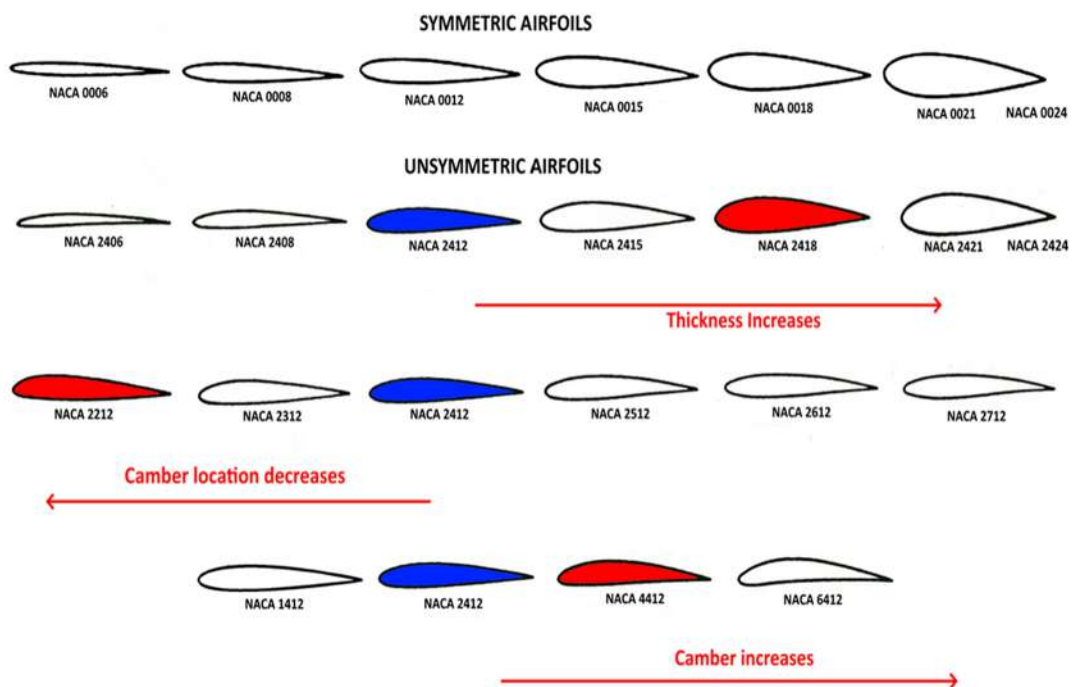 SYMMETRIC AIRFOILS
NACA 0006 NACA 0008 NACA 0012 NACA 0015 NACA 0018 NACA 0021 NACA 0024
UNSYMMETRIC AIRFOILS
NACA 2406 NACA 2408 NACA 2412 NACA 2415 NACA 2418 NACA 2421 NACA 2424
Thickness Increases
NACA 2212 NACA 2312 NACA 2412 NACA 2512 NACA 2612 NACA 2712
Camber location decreases
NACA 1412 NACA 2412 NACA 4412 NACA 6412
Camber increases